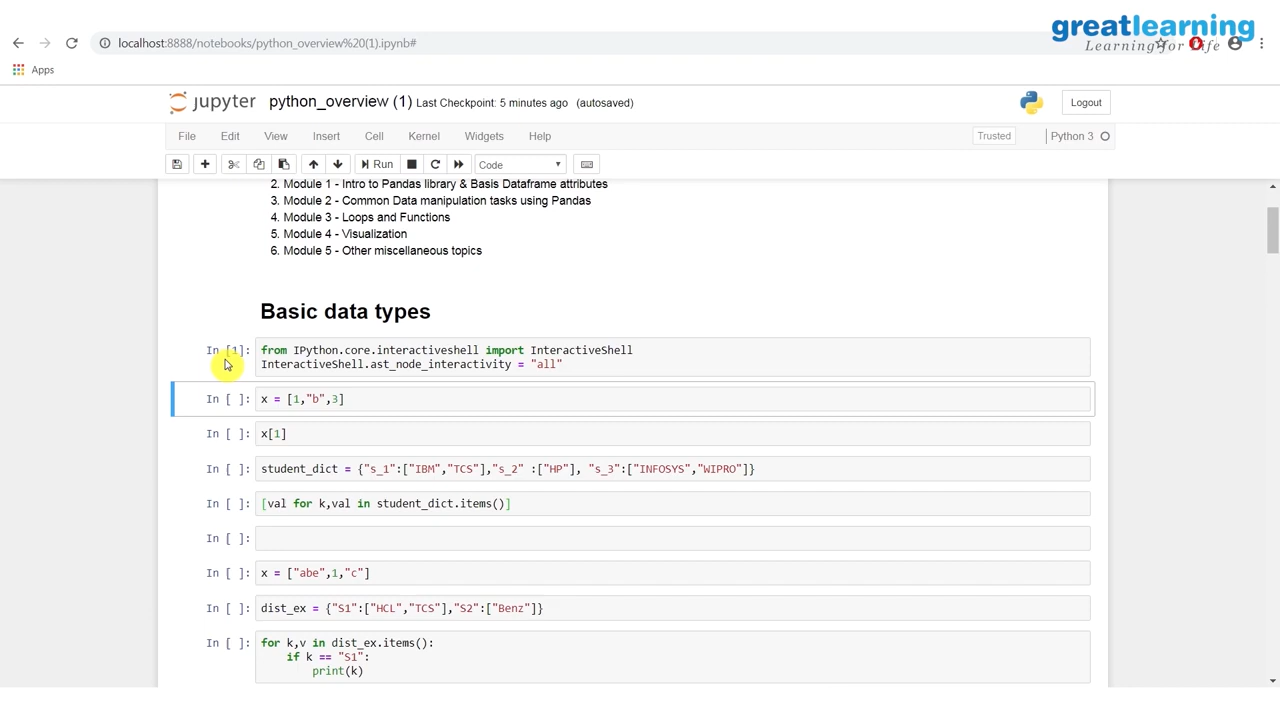 greatlearning
Learning for Life
localhost:8888/notebooks/python_overview%20(1).ipynb#
Apps
jupyter python_overview (1) Last Checkpoint: 5 minutes ago (autosaved)
Logout
File Edit View Insert Cell Kernel Widgets Help Trusted Python 3
Run Code
2. Module 1 - Intro to Pandas library & Basis Dataframe attributes
3. Module 2 - Common Data manipulation tasks using Pandas
4. Module 3 - Loops and Functions
5. Module 4 - Visualization
6. Module 5 - Other miscellaneous topics
Basic data types
In [1]: from IPython.core.interactiveshell import InteractiveShell
InteractiveShell.ast_node_interactivity = "all"
In [ ]: x = [1,"b",3]
In [ ]: x[1]
In [ ]: student_dict = {"s_1":["IBM","TCS"],"s_2" :["HP"], "s_3":["INFOSYS","WIPRO"]}
In [ ]: [val for k,val in student_dict.items()]
In [ ]:
In [ ]: x = ["abe",1,"c"]
In [ ]: dist_ex = {"S1":["HCL","TCS"],"S2":["Benz"]}
In [ ]: for k,v in dist_ex.items():
if k == "S1":
print(k)